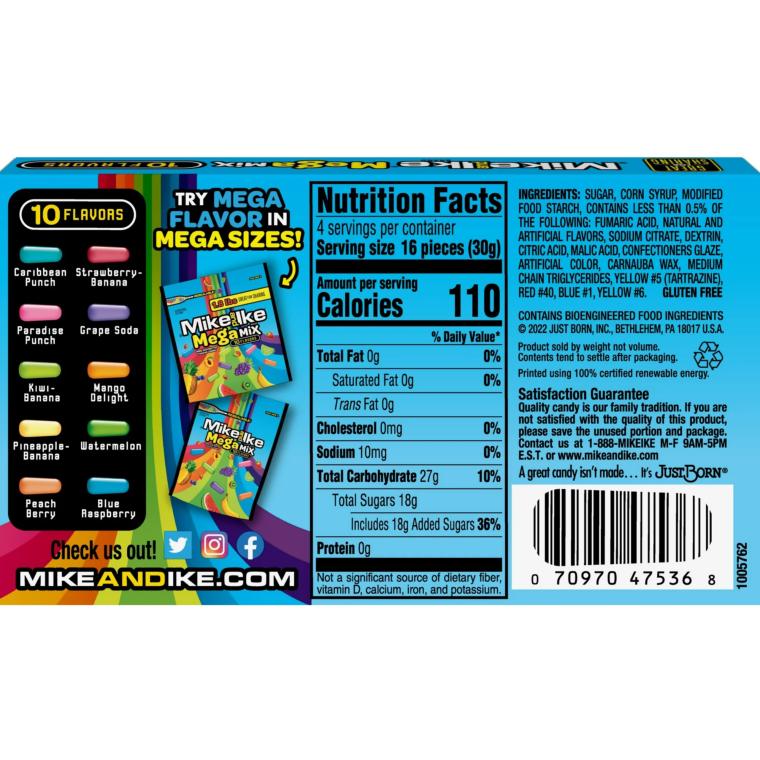 GREAT FOR SHARING
Mike and Ike MEGA MIX 10 FLAVORS
10 FLAVORS
Caribbean Punch
Strawberry-Banana
Paradise Punch
Grape Soda
Kiwi-Banana
Mango Delight
Pineapple-Banana
Watermelon
Peach Berry
Blue Raspberry
TRY MEGA
FLAVOR IN
MEGA SIZES!
1.8 lbs
Mike and Ike
Mega MIX
Mike and Ike
Mega MIX
Check us out!
MIKEANDIKE.COM
Nutrition Facts
4 servings per container
Serving size 16 pieces (30g)
Amount per serving
Calories 110
% Daily Value*
Total Fat 0g 0%
Saturated Fat 0g 0%
Trans Fat 0g
Cholesterol 0mg 0%
Sodium 10mg 0%
Total Carbohydrate 27g 10%
Total Sugars 18g
Includes 18g Added Sugars 36%
Protein 0g
Not a significant source of dietary fiber,
vitamin D, calcium, iron, and potassium.
INGREDIENTS: SUGAR, CORN SYRUP, MODIFIED
FOOD STARCH, CONTAINS LESS THAN 0.5% OF
THE FOLLOWING: FUMARIC ACID, NATURAL AND
ARTIFICIAL FLAVORS, SODIUM CITRATE, DEXTRIN,
CITRIC ACID, MALIC ACID, CONFECTIONERS GLAZE,
ARTIFICIAL COLOR, CARNAUBA WAX, MEDIUM
CHAIN TRIGLYCERIDES, YELLOW #5 (TARTRAZINE),
RED #40, BLUE #1, YELLOW #6. GLUTEN FREE
CONTAINS BIOENGINEERED FOOD INGREDIENTS
© 2022 JUST BORN, INC., BETHLEHEM, PA 18017 U.S.A.
Product sold by weight not volume.
Contents tend to settle after packaging.
Printed using 100% certified renewable energy.
Satisfaction Guarantee
Quality candy is our family tradition. If you are
not satisfied with the quality of this product,
please save the unused portion and package.
Contact us at 1-888-MIKEIKE M-F 9AM-5PM
E.S.T. or www.mikeandike.com
A great candy isn't made... it's JUST BORN®
0 70970 47536 8
1005762